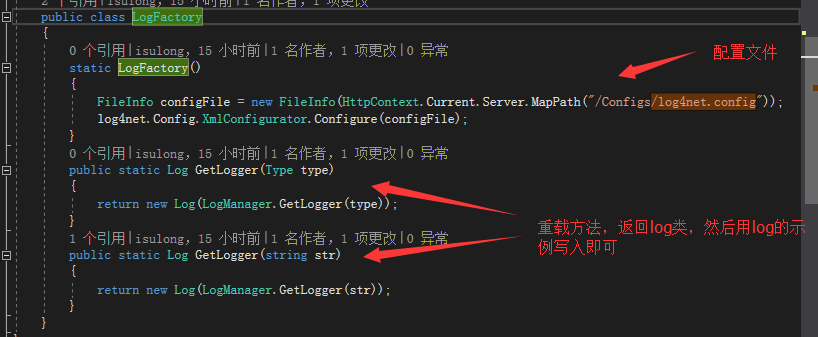 2 个引用|isulong，15 小时前|1 名作者，1 项更改
public class LogFactory
{
0 个引用|isulong，15 小时前|1 名作者，1 项更改|0 异常
static LogFactory()
配置文件
{
FileInfo configFile = new FileInfo(HttpContext.Current.Server.MapPath("/Configs/log4net.config"));
log4net.Config.XmlConfigurator.Configure(configFile);
}
0 个引用|isulong，15 小时前|1 名作者，1 项更改|0 异常
public static Log GetLogger(Type type)
{
return new Log(LogManager.GetLogger(type));
}
重载方法，返回log类，然后用log的示
例写入即可
1 个引用|isulong，15 小时前|1 名作者，1 项更改|0 异常
public static Log GetLogger(string str)
{
return new Log(LogManager.GetLogger(str));
}
}